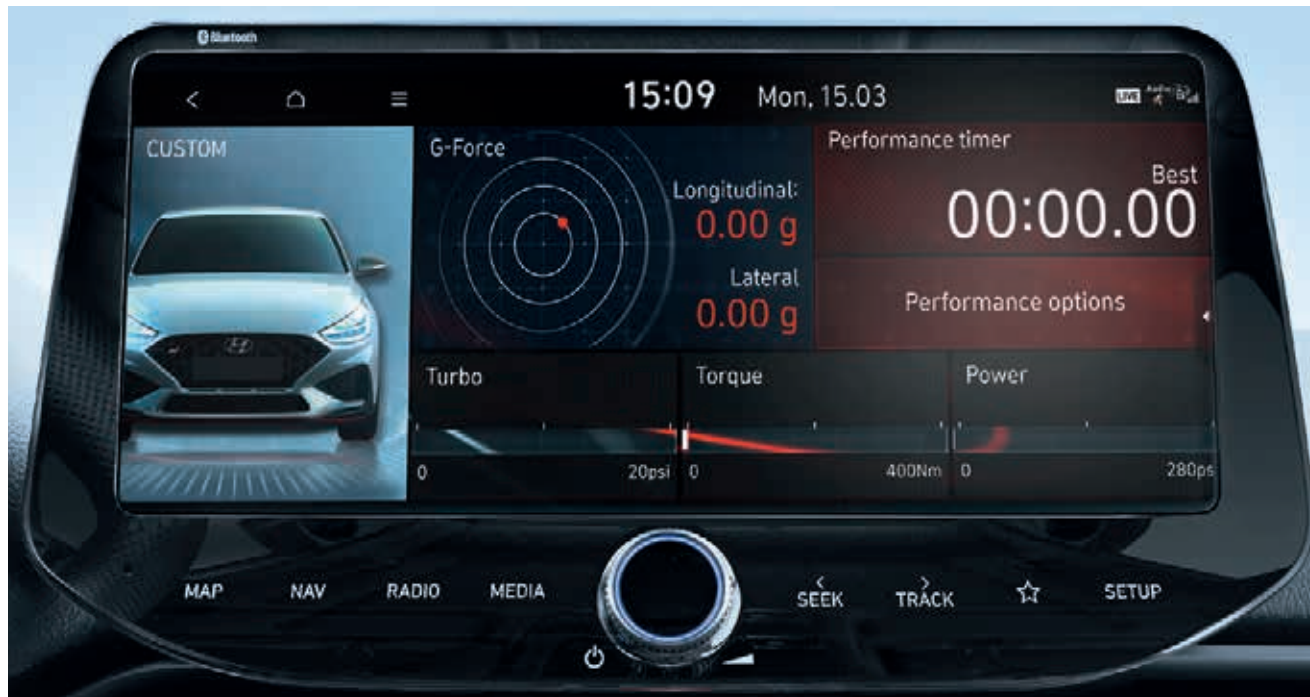 Bluetooth
15:09 Mon, 15.03
LIVE
CUSTOM
G-Force
Longitudinal:
0.00 g
Lateral
0.00 g
Performance timer
Best
00:00.00
Performance options
Turbo
0 20psi
Torque
0 400Nm
Power
0 280ps
MAP NAV RADIO MEDIA SEEK TRACK SETUP